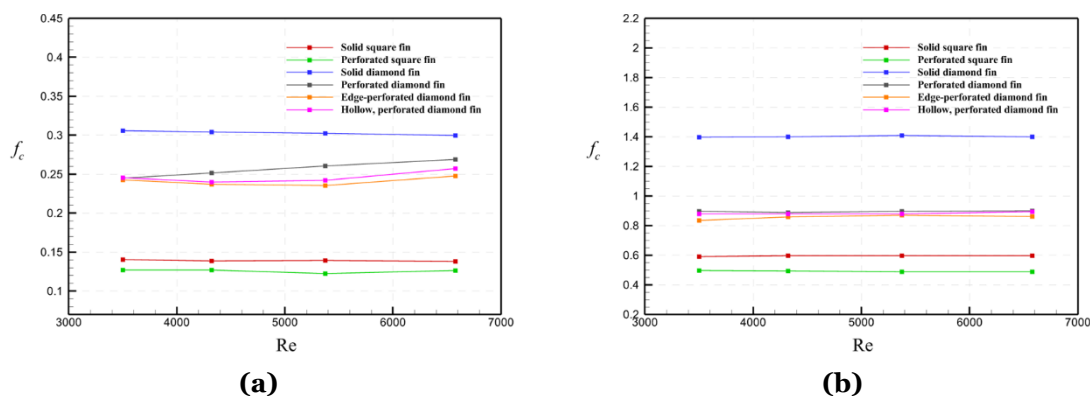 0.45
0.4
0.35
0.3
0.25
0.2
0.15
0.1
f_c
3000 4000 5000 6000 7000
Re
Solid square fin
Perforated square fin
Solid diamond fin
Perforated diamond fin
Edge-perforated diamond fin
Hollow, perforated diamond fin
(a)
2.2
2
1.8
1.6
1.4
1.2
1
0.8
0.6
0.4
0.2
f_c
3000 4000 5000 6000 7000
Re
Solid square fin
Perforated square fin
Solid diamond fin
Perforated diamond fin
Edge-perforated diamond fin
Hollow, perforated diamond fin
(b)